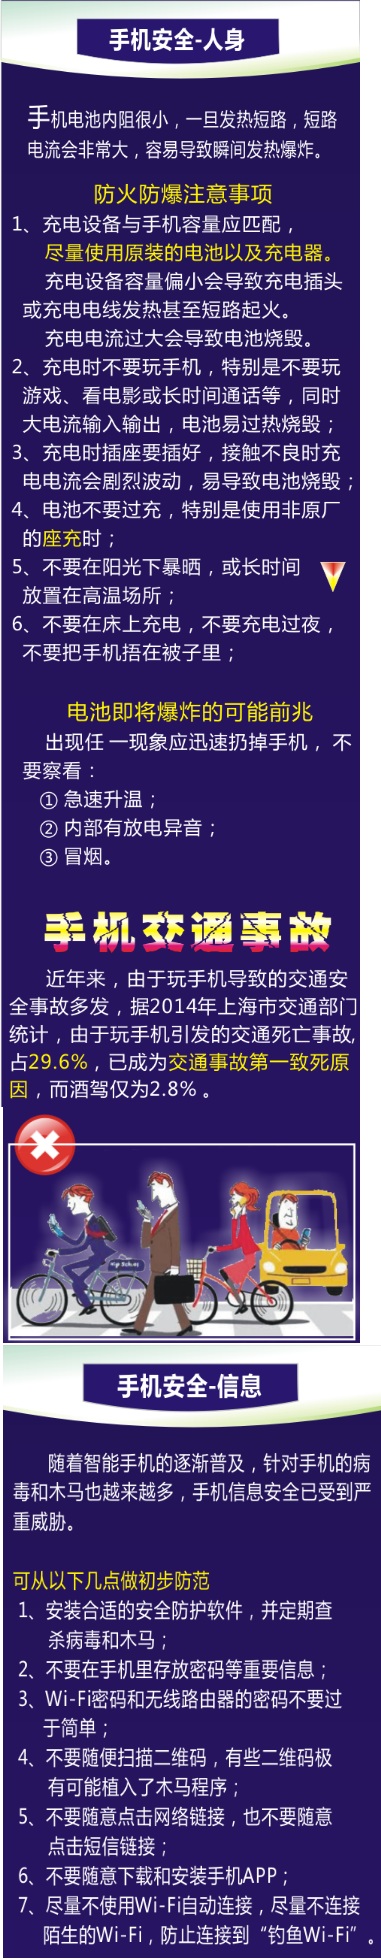 手机安全-人身
手机电池内阻很小，一旦发热短路，短路
电流会非常大，容易导致瞬间发热爆炸。
防火防爆注意事项
1、充电设备与手机容量应匹配，
尽量使用原装的电池以及充电器。
充电设备容量偏小会导致充电插头
或充电电线发热甚至短路起火。
充电电流过大会导致电池烧毁。
2、充电时不要玩手机，特别是不要玩
游戏、看电影或长时间通话等，同时
大电流输入输出，电池易过热烧毁；
3、充电时插座要插好，接触不良时充
电电流会剧烈波动，易导致电池烧毁；
4、电池不要过充，特别是使用非原厂
的座充时；
5、不要在阳光下暴晒，或长时间
放置在高温场所；
6、不要在床上充电，不要充电过夜，
不要把手机捂在被子里；
电池即将爆炸的可能前兆
出现任 一现象应迅速扔掉手机， 不
要察看：
① 急速升温；
② 内部有放电异音；
③ 冒烟。
手机交通事故
近年来，由于玩手机导致的交通安
全事故多发，据2014年上海市交通部门
统计，由于玩手机引发的交通死亡事故,
占29.6%，已成为交通事故第一致死原
因，而酒驾仅为2.8% 。
手机安全-信息
随着智能手机的逐渐普及，针对手机的病
毒和木马也越来越多，手机信息安全已受到严
重威胁。
可从以下几点做初步防范
1、安装合适的安全防护软件，并定期查
杀病毒和木马；
2、不要在手机里存放密码等重要信息；
3、Wi-Fi密码和无线路由器的密码不要过
于简单；
4、不要随便扫描二维码，有些二维码极
有可能植入了木马程序；
5、不要随意点击网络链接，也不要随意
点击短信链接；
6、不要随意下载和安装手机APP；
7、尽量不使用Wi-Fi自动连接，尽量不连接
陌生的Wi-Fi，防止连接到“钓鱼Wi-Fi”。